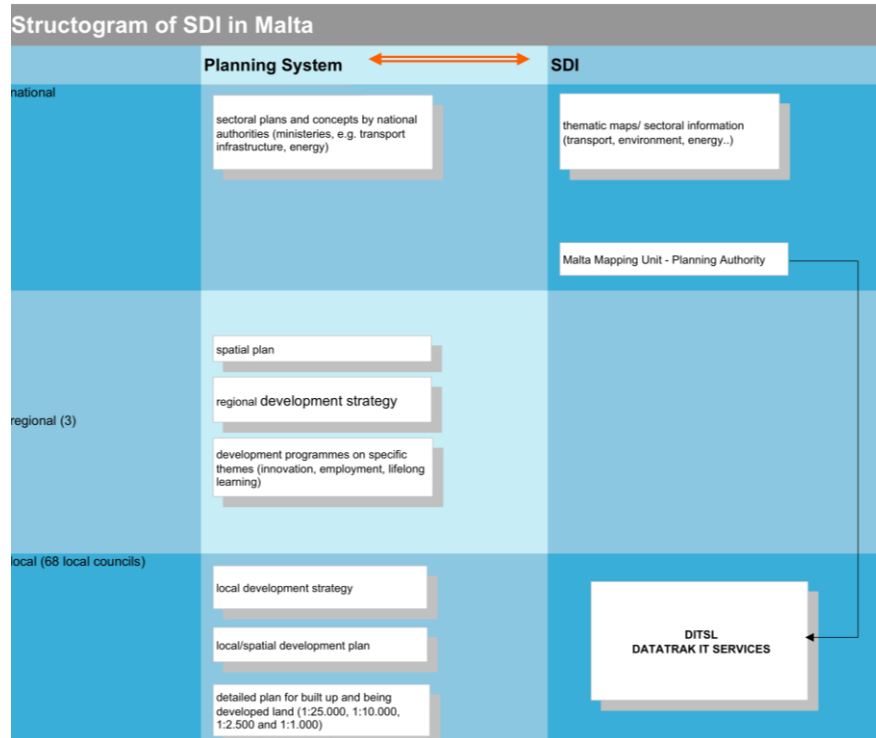 Structogram of SDI in Malta
Planning System
SDI
national
sectoral plans and concepts by national
authorities (ministeries, e.g. transport
infrastructure, energy)
thematic maps/ sectoral information
(transport, environment, energy..)
Malta Mapping Unit - Planning Authority
regional (3)
spatial plan
regional development strategy
development programmes on specific
themes (innovation, employment, lifelong
learning)
local (68 local councils)
local development strategy
local/spatial development plan
detailed plan for built up and being
developed land (1:25.000, 1:10.000,
1:2.500 and 1:1.000)
DITSL
DATATRAK IT SERVICES